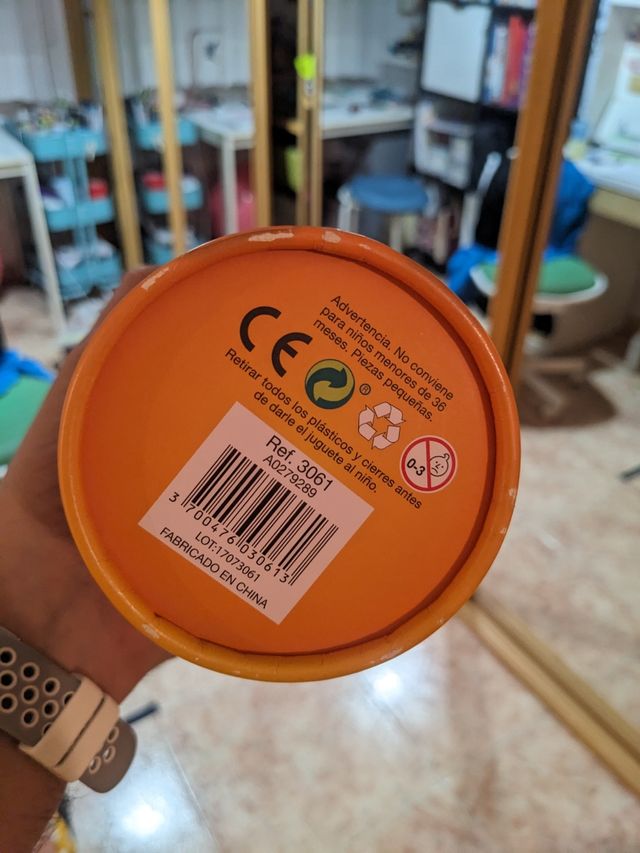 Advertencia. No conviene
para niños menores de 36
meses. Piezas pequeñas.
CE
®
Retirar todos los plásticos y cierres antes
de darle el juguete al niño.
0-3
Ref. 3061
A0279289
3 700476 030613
LOT:17073061
FABRICADO EN CHINA